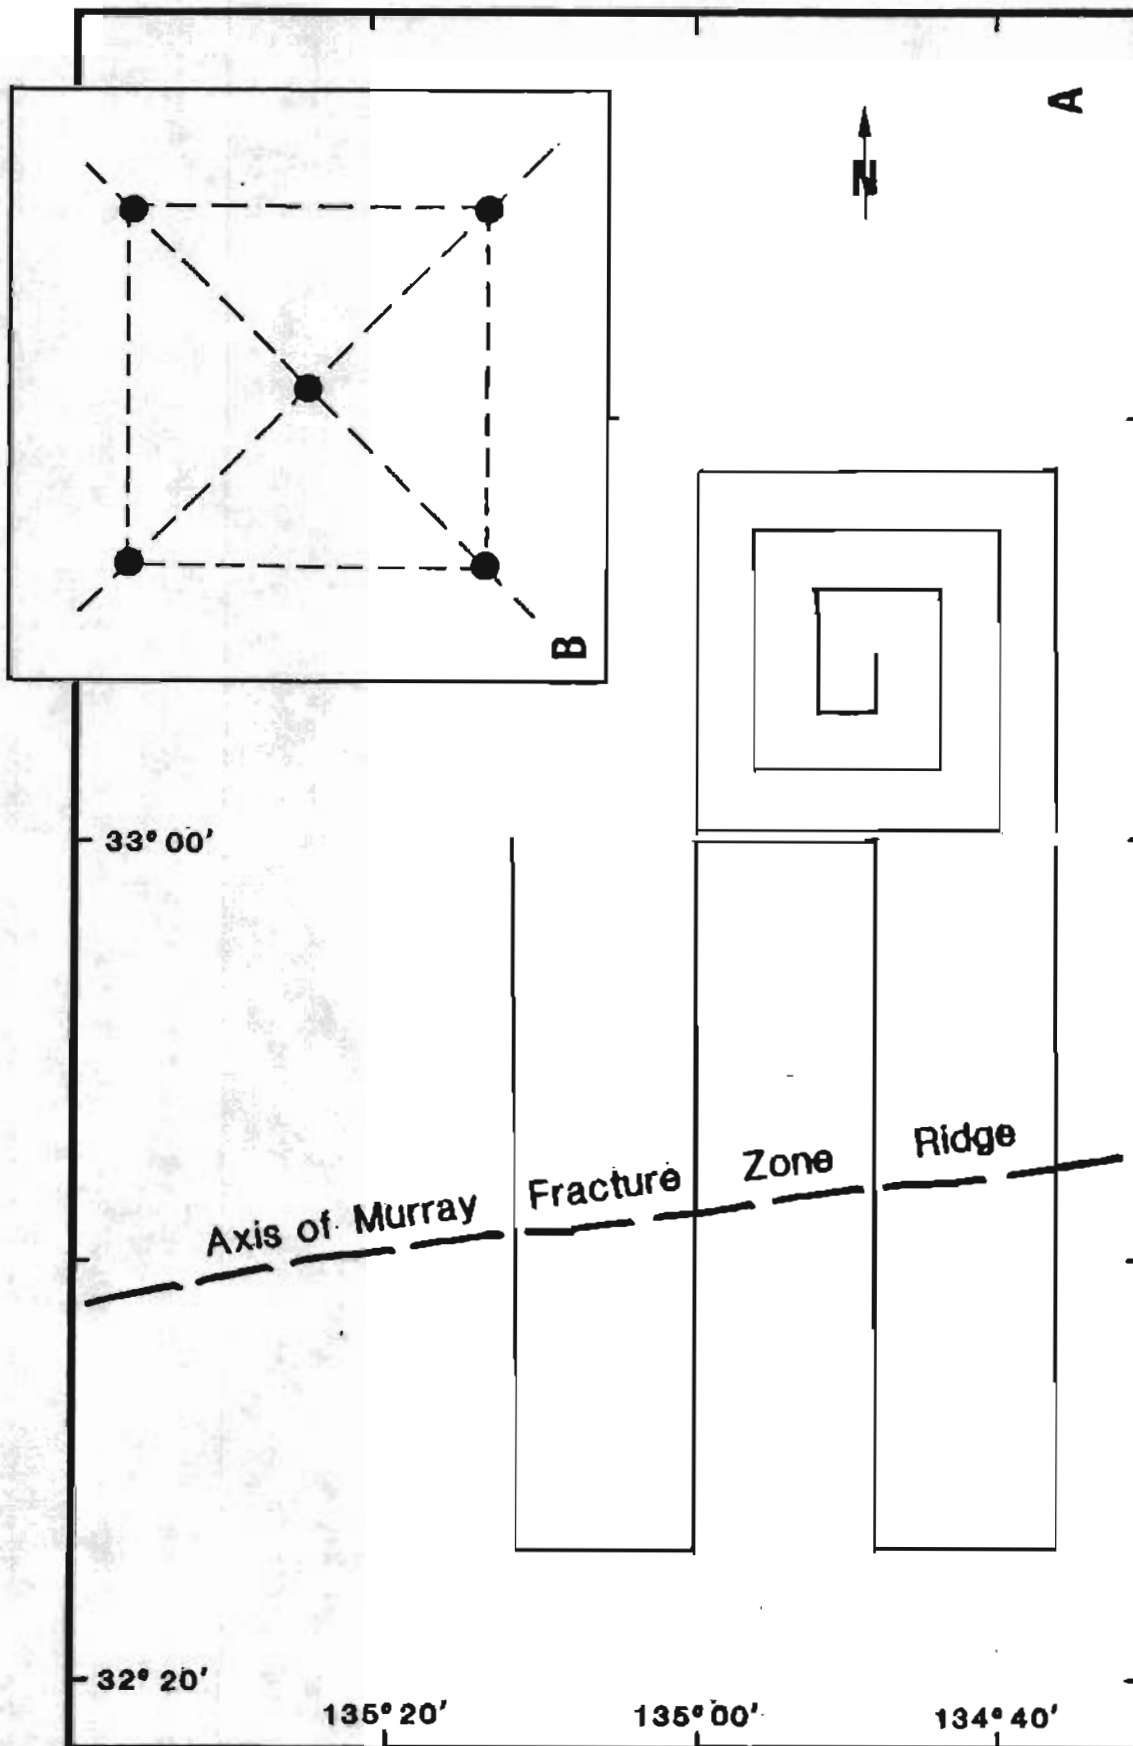 A
N
B
33° 00'
Axis of Murray Fracture Zone Ridge
32° 20'
135° 20' 135° 00' 134° 40'